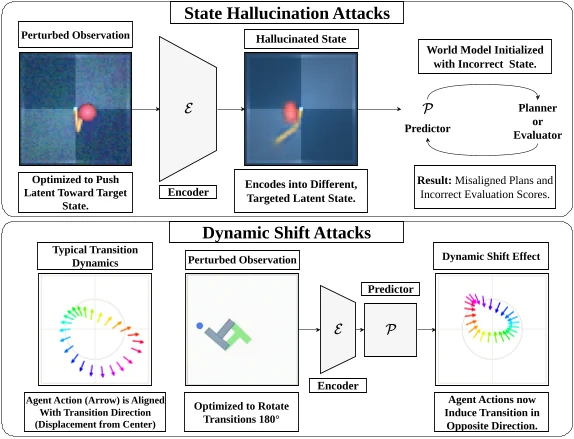 State Hallucination Attacks
Perturbed Observation
Hallucinated State
World Model Initialized
with Incorrect State.
ℰ
𝒫
Predictor
Planner
or
Evaluator
Optimized to Push
Latent Toward Target
State.
Encoder
Encodes into Different,
Targeted Latent State.
Result: Misaligned Plans and
Incorrect Evaluation Scores.
Dynamic Shift Attacks
Typical Transition
Dynamics
Perturbed Observation
Predictor
Dynamic Shift Effect
ℰ
𝒫
Encoder
Agent Action (Arrow) is Aligned
With Transition Direction
(Displacement from Center)
Optimized to Rotate
Transitions 180°
Agent Actions now
Induce Transition in
Opposite Direction.